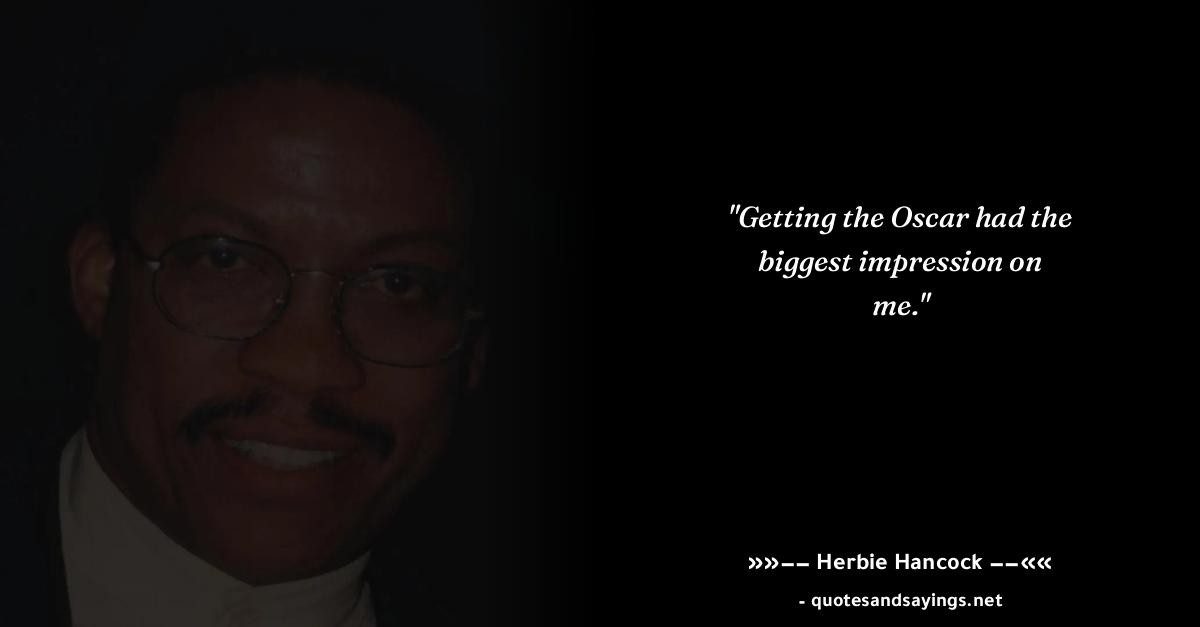 "Getting the Oscar had the
biggest impression on
me."
»»−− Herbie Hancock −−««
- quotesandsayings.net